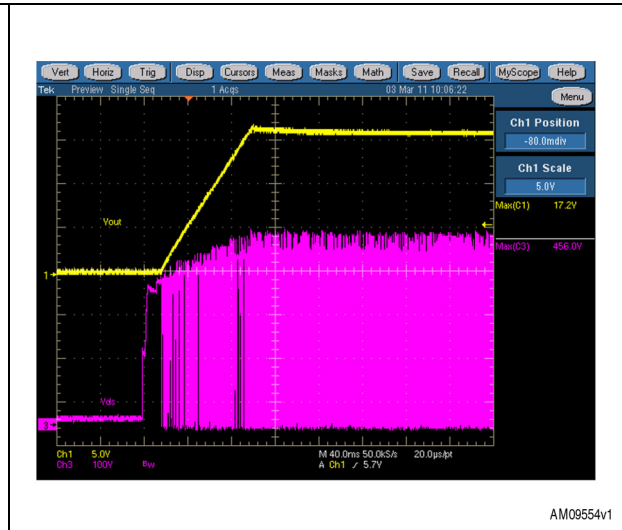 Vert Horiz Trig Disp Cursors Meas Masks Math Save Recall MyScope Help
Tek Preview Single Seq 1 Acqs 03 Mar 11 10:06:22
Menu
Ch1 Position
-80.0mdiv
Ch1 Scale
5.0V
Max(C1) 17.2V
Max(C3) 456.0V
Vout
1
Vds
3
Ch1 5.0V M 40.0ms 50.0kS/s 20.0µs/pt
Ch3 100V Bw A Ch1 / 5.7V
AM09554v1